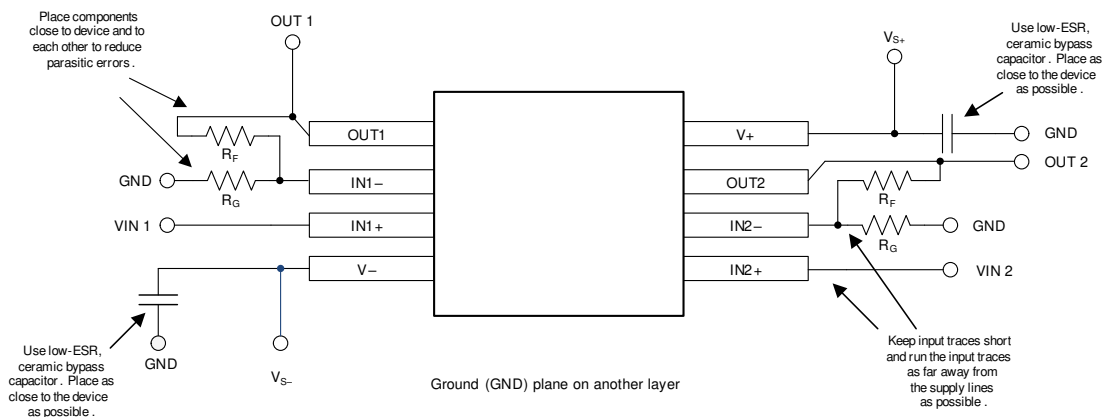 Place components
close to device and to
each other to reduce
parasitic errors .
OUT 1
VS+
Use low-ESR,
ceramic bypass
capacitor . Place as
close to the device
as possible .
OUT1
V+
GND
RF
OUT 2
GND
IN1−
OUT2
RF
RG
VIN 1
IN1+
IN2−
GND
RG
V−
IN2+
VIN 2
Use low-ESR,
ceramic bypass
capacitor . Place as
close to the device
as possible .
GND
VS−
Ground (GND) plane on another layer
Keep input traces short
and run the input traces
as far away from
the supply lines
as possible .